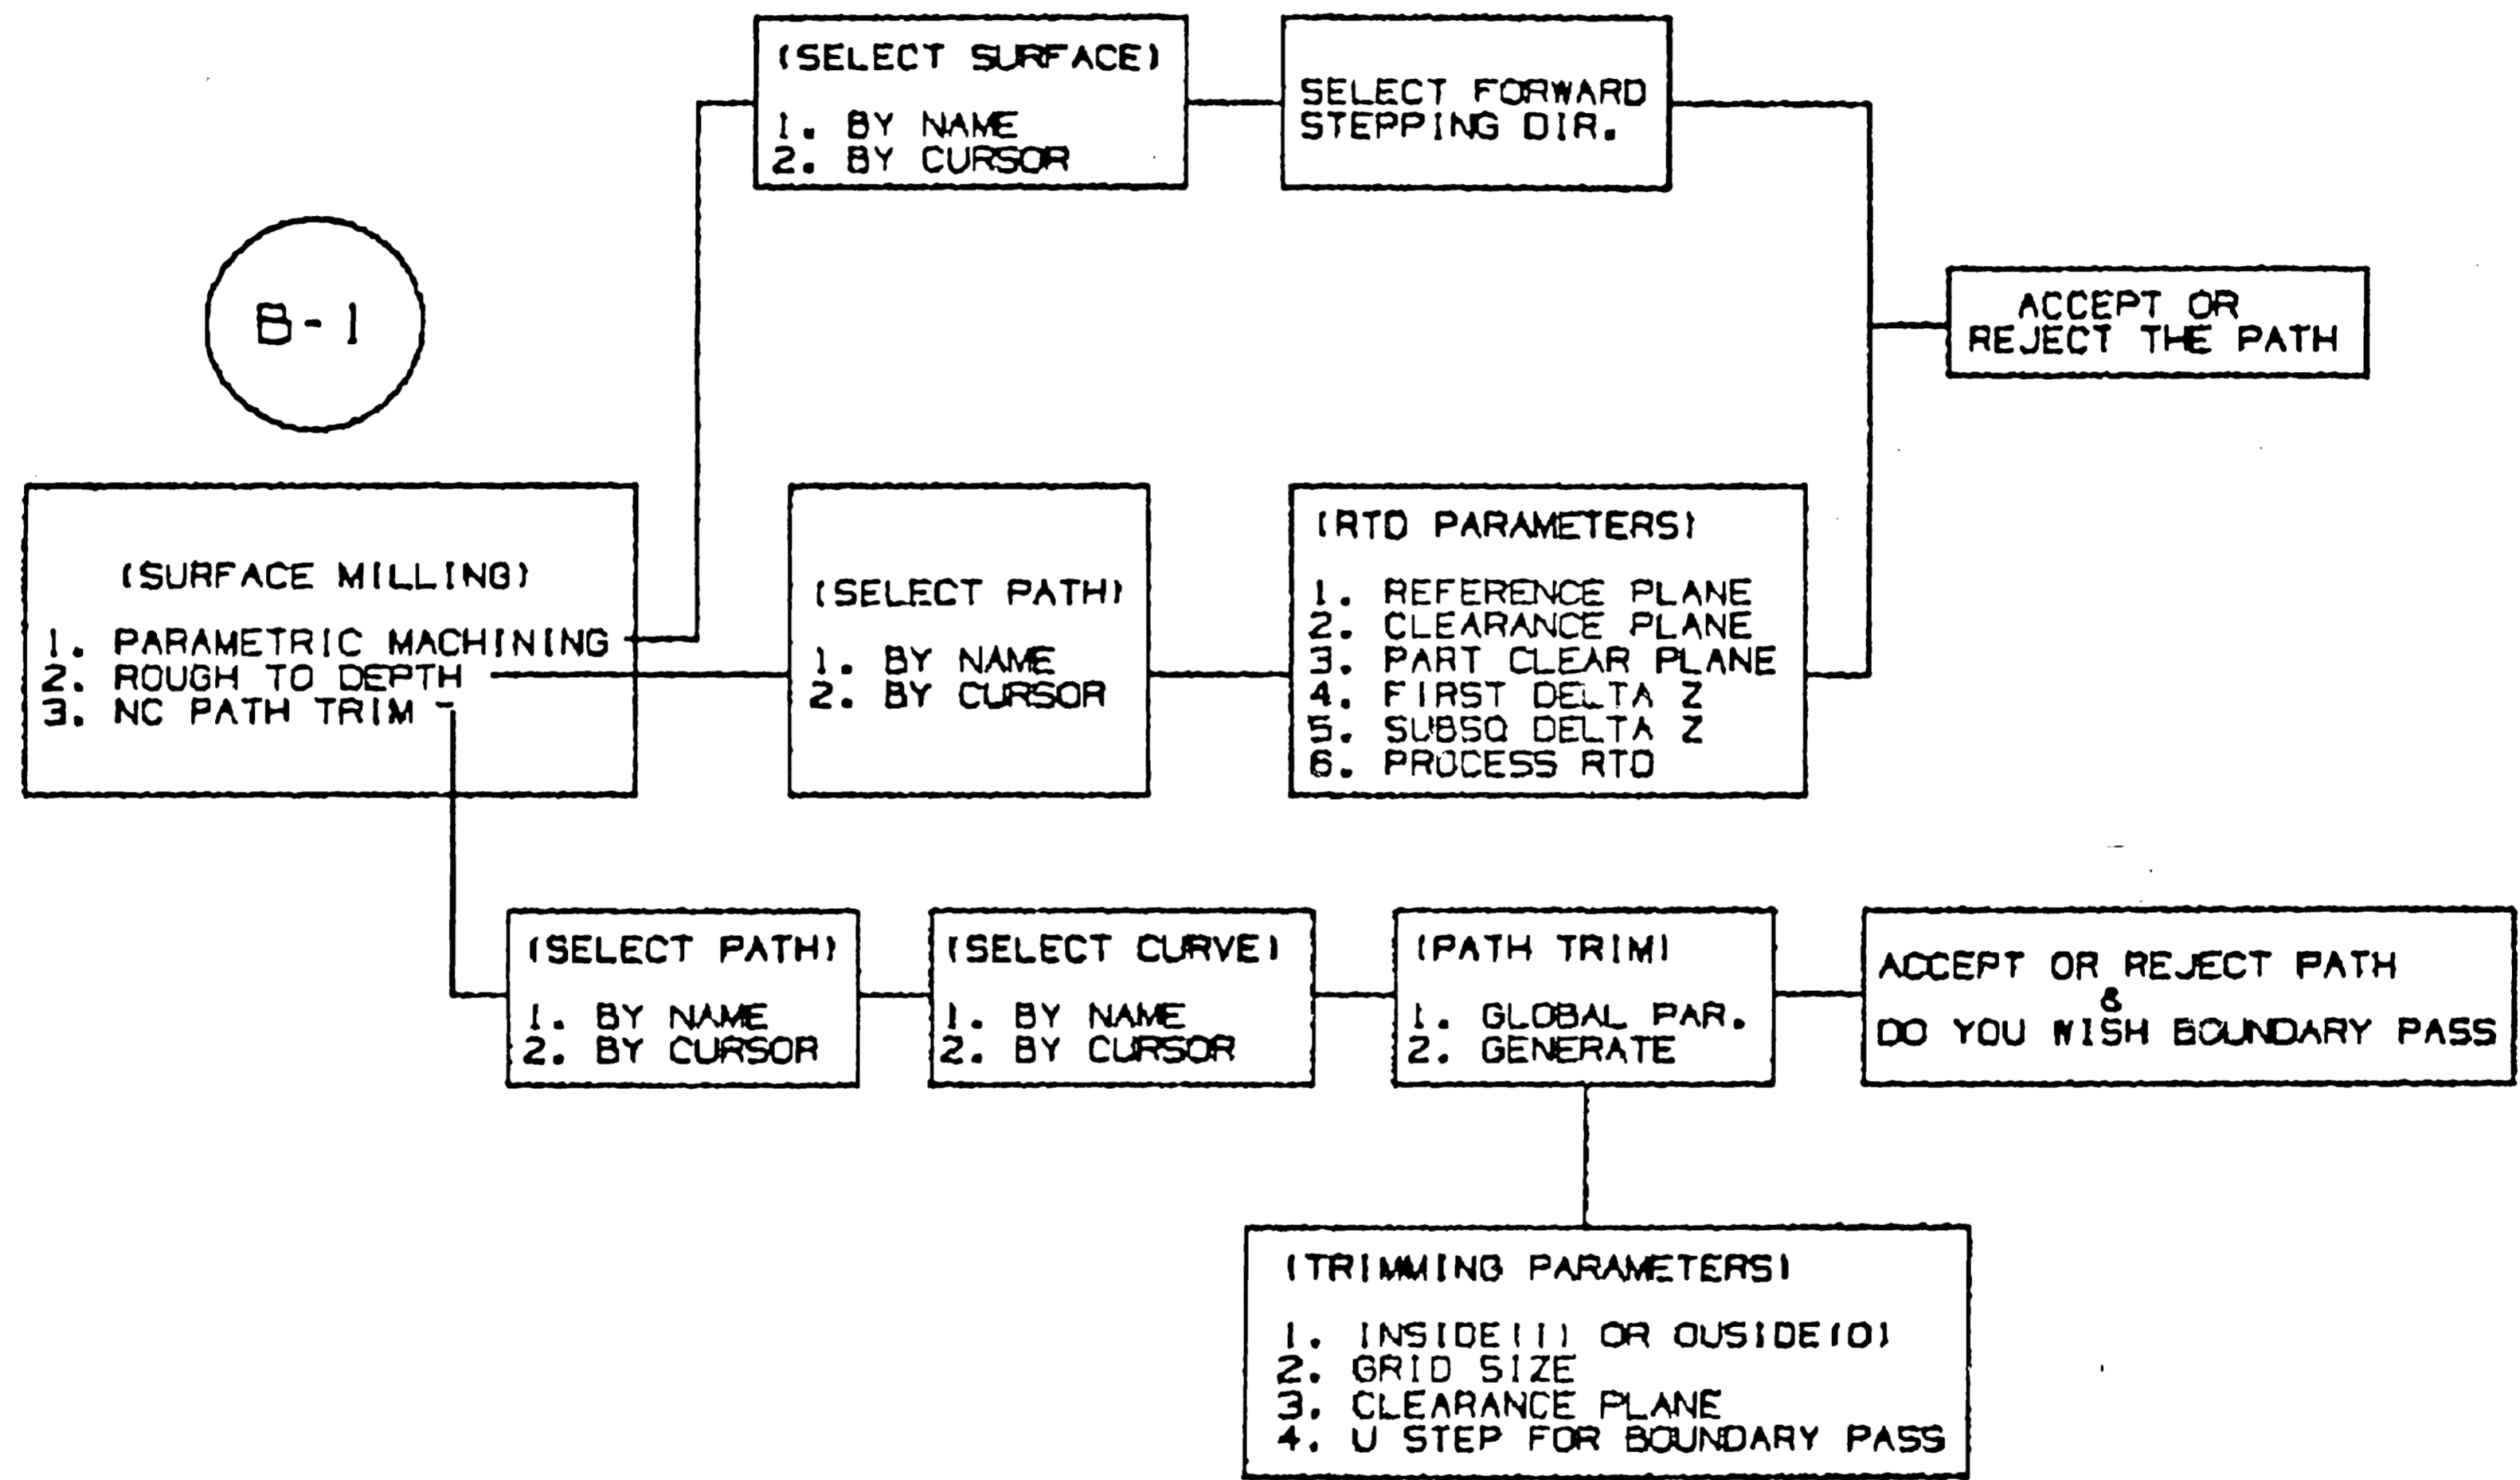 (SELECT SURFACE)
1. BY NAME
2. BY CURSOR
SELECT FORWARD
STEPPING DIR.
B-1
ACCEPT OR
REJECT THE PATH
(SURFACE MILLING)
1. PARAMETRIC MACHINING
2. ROUGH TO DEPTH
3. NC PATH TRIM
(SELECT PATH)
1. BY NAME
2. BY CURSOR
(RTD PARAMETERS)
1. REFERENCE PLANE
2. CLEARANCE PLANE
3. PART CLEAR PLANE
4. FIRST DELTA Z
5. SUBSQ DELTA Z
6. PROCESS RTD
(SELECT PATH)
1. BY NAME
2. BY CURSOR
(SELECT CURVE)
1. BY NAME
2. BY CURSOR
(PATH TRIM)
1. GLOBAL PAR.
2. GENERATE
ACCEPT OR REJECT PATH
&
DO YOU WISH BOUNDARY PASS
(TRIMMING PARAMETERS)
1. INSIDE(I) OR OUSIDE(O)
2. GRID SIZE
3. CLEARANCE PLANE
4. U STEP FOR BOUNDARY PASS